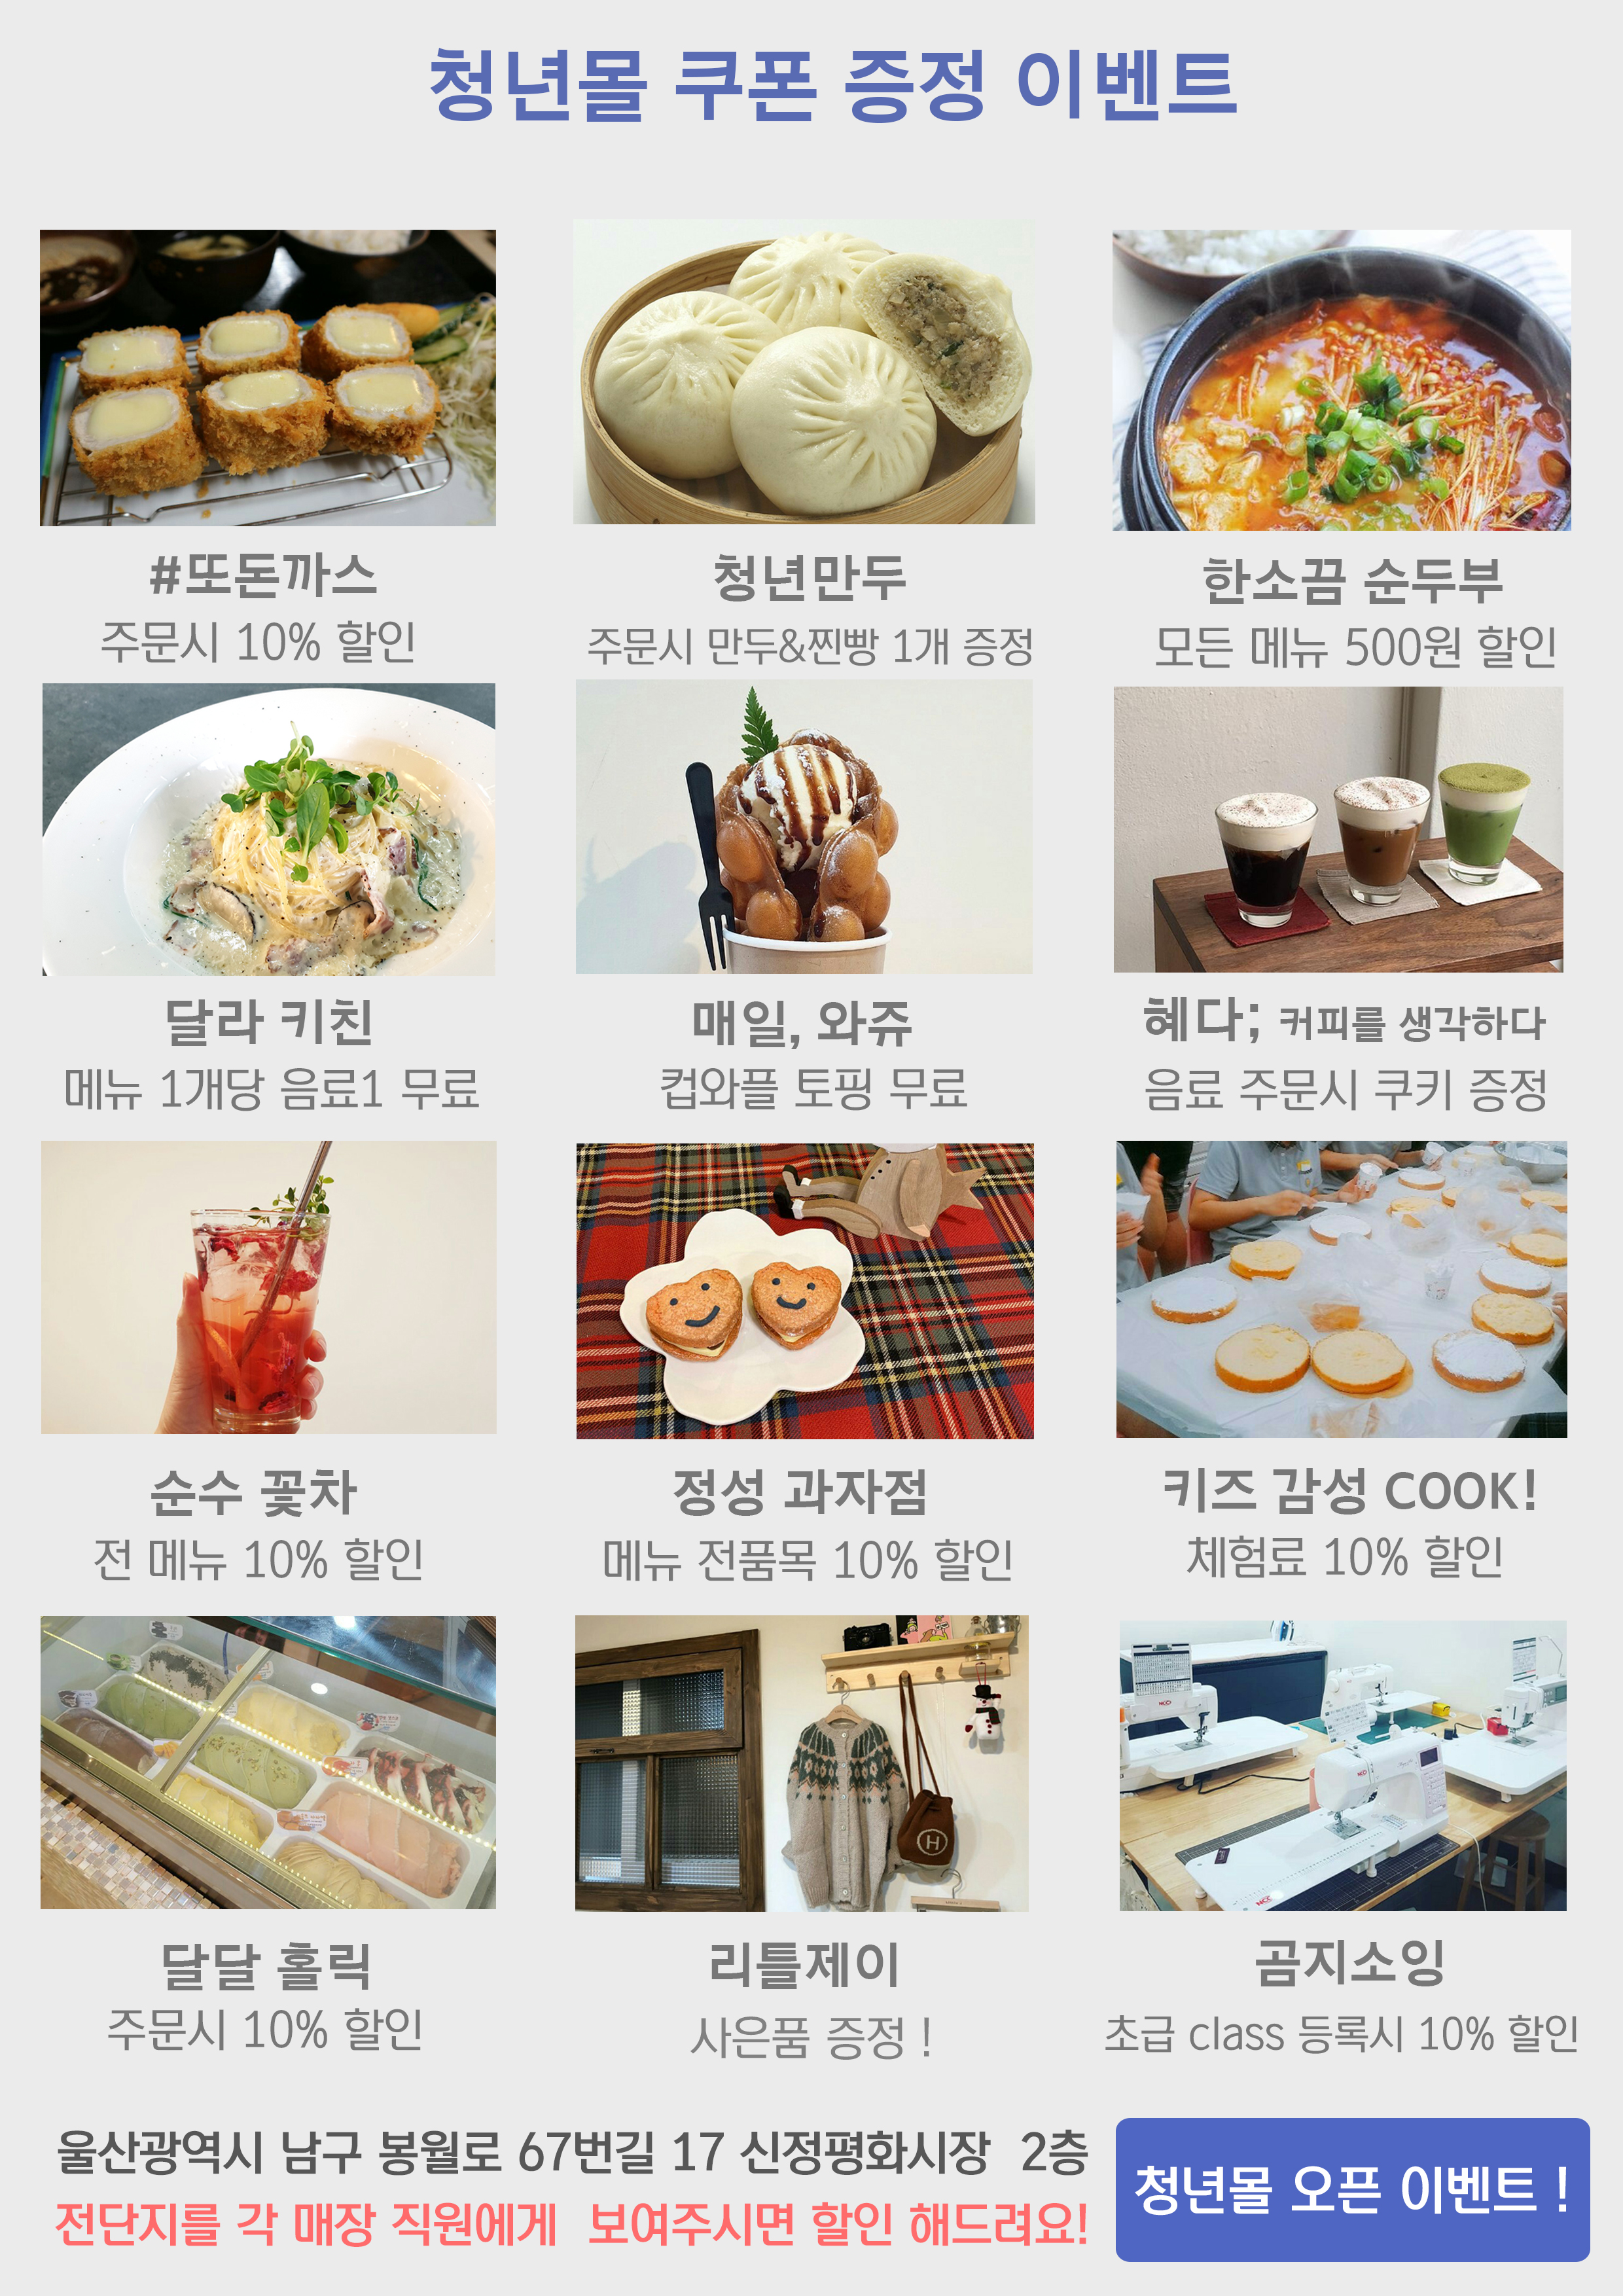 청년몰 쿠폰 증정 이벤트
#또돈까스
주문시 10% 할인
청년만두
주문시 만두&찐빵 1개 증정
한소끔 순두부
모든 메뉴 500원 할인
달라 키친
메뉴 1개당 음료1 무료
매일, 와쥬
컵와플 토핑 무료
혜다; 커피를 생각하다
음료 주문시 쿠키 증정
순수 꽃차
전 메뉴 10% 할인
정성 과자점
메뉴 전품목 10% 할인
키즈 감성 COOK!
체험료 10% 할인
달달 홀릭
주문시 10% 할인
H
리틀제이
사은품 증정 !
곰지소잉
초급 class 등록시 10% 할인
울산광역시 남구 봉월로 67번길 17 신정평화시장 2층
전단지를 각 매장 직원에게 보여주시면 할인 해드려요!
청년몰 오픈 이벤트 !